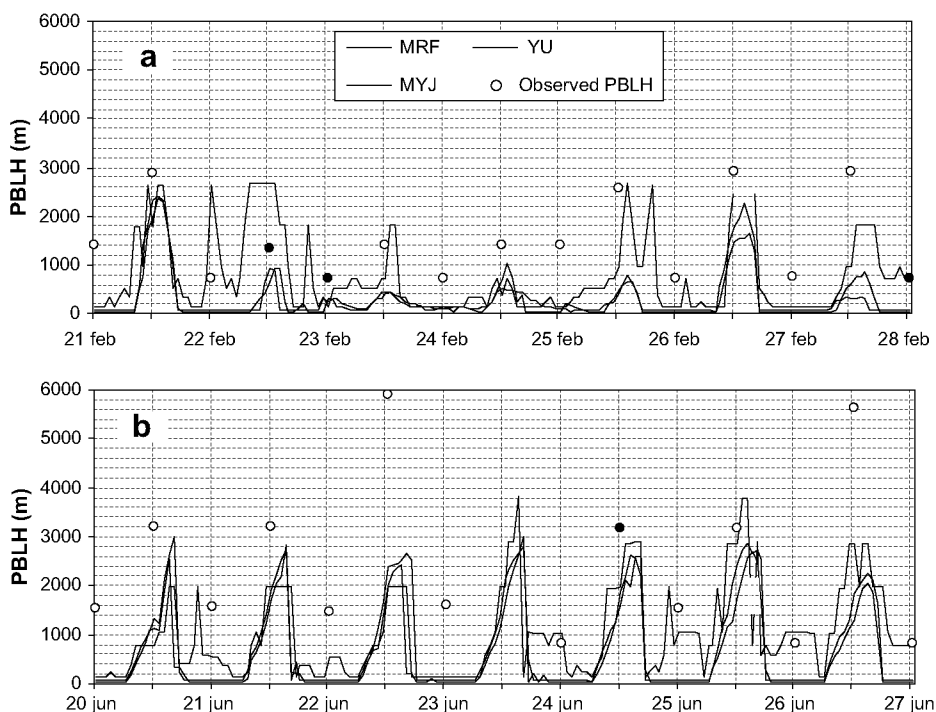 a
MRF
YU
MYJ
Observed PBLH
PBLH (m)
6000
5000
4000
3000
2000
1000
0
21 feb
22 feb
23 feb
24 feb
25 feb
26 feb
27 feb
28 feb
b
PBLH (m)
6000
5000
4000
3000
2000
1000
0
20 jun
21 jun
22 jun
23 jun
24 jun
25 jun
26 jun
27 jun